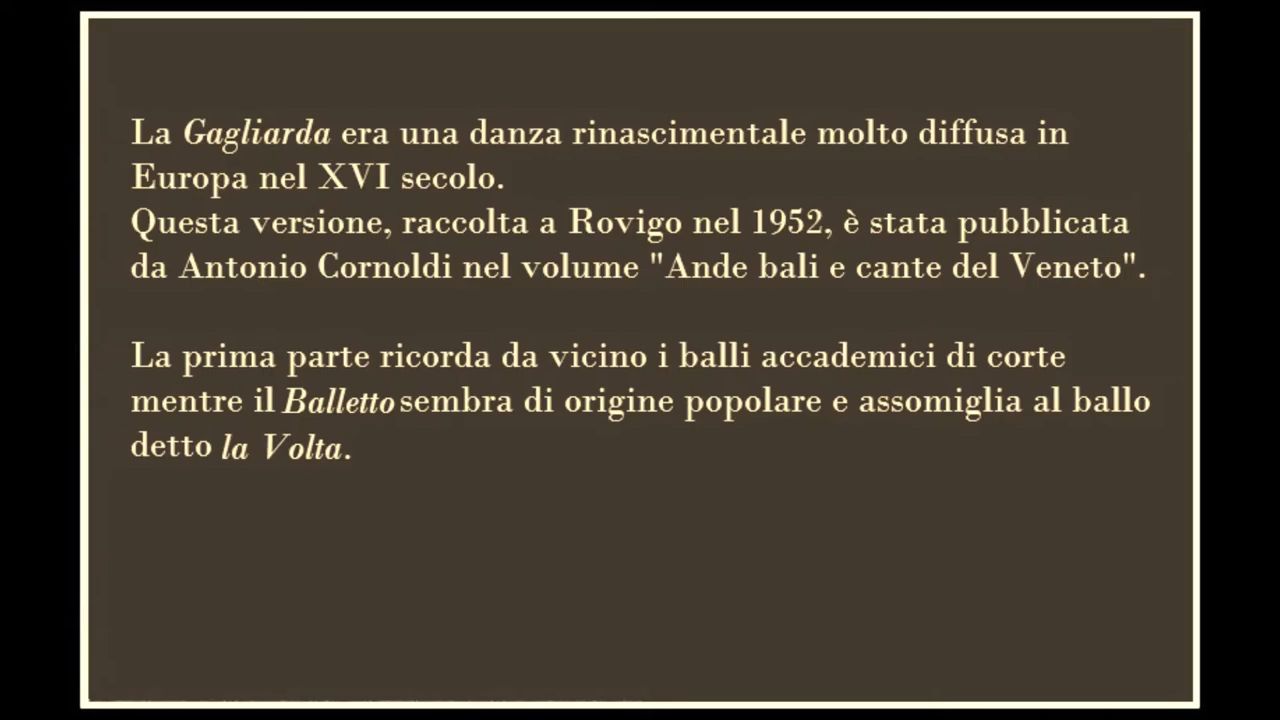 La Gagliarda era una danza rinascimentale molto diffusa in
Europa nel XVI secolo.
Questa versione, raccolta a Rovigo nel 1952, è stata pubblicata
da Antonio Cornoldi nel volume "Ande bali e cante del Veneto".
La prima parte ricorda da vicino i balli accademici di corte
mentre il Balletto sembra di origine popolare e assomiglia al ballo
detto la Volta.